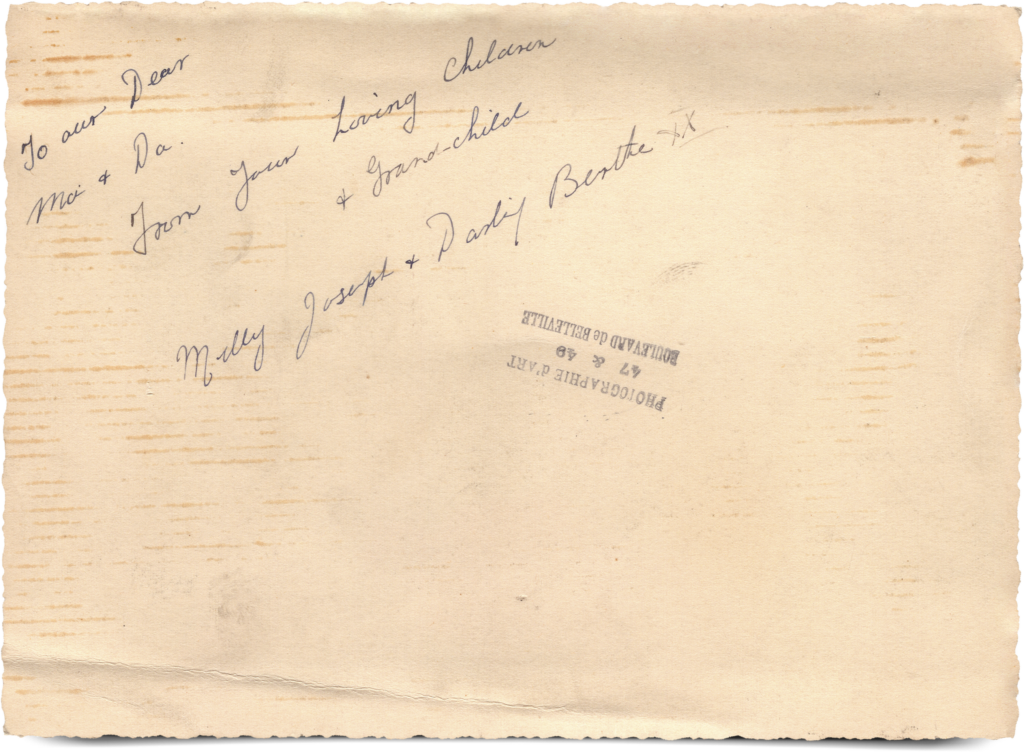 To our Dear
Ma + Da.
From Your Loving Children
+ Grand-child
Milly Joseph + Darling Berthe XX
PHOTOGRAPHIE d'ART
47 & 49
BOULEVARD de BELLEVILLE